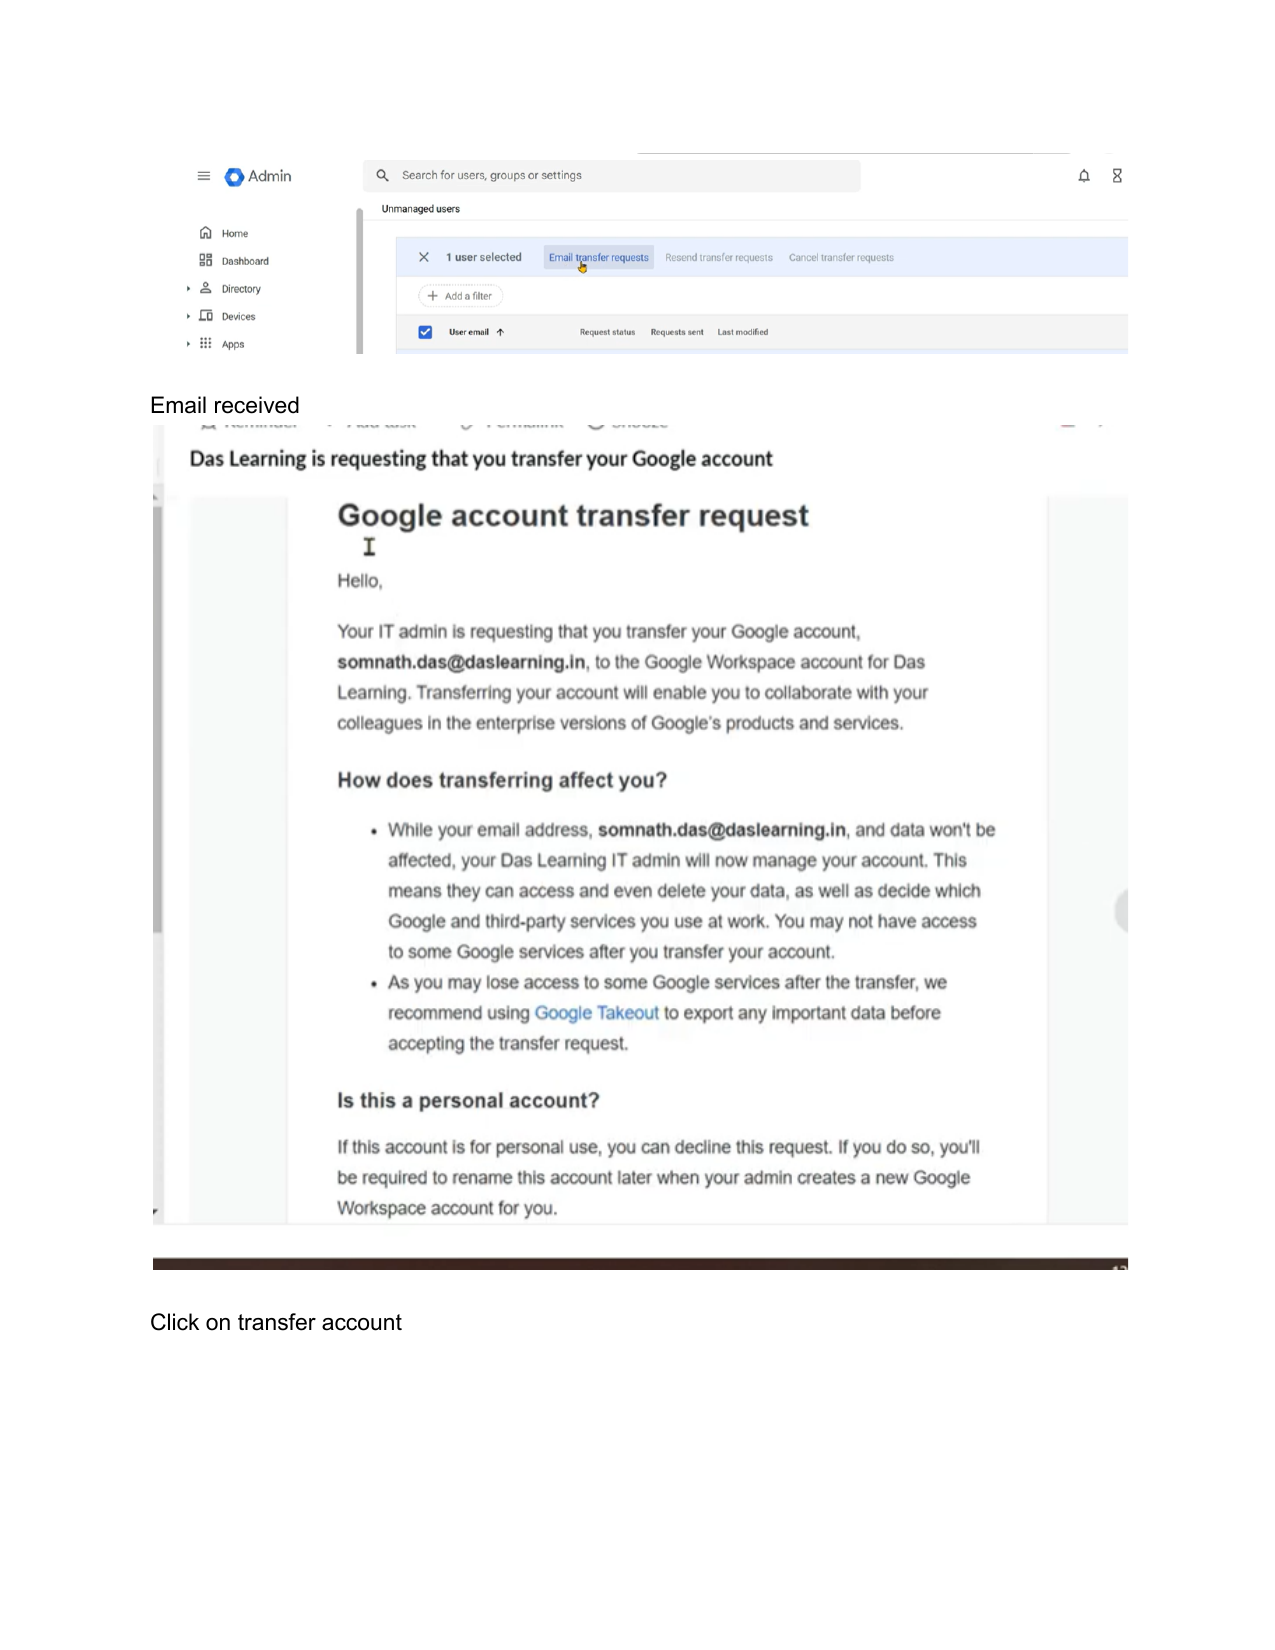 Admin
Search for users, groups or settings
Unmanaged users
Home
1 user selected Email transfer requests Resend transfer requests Cancel transfer requests
Dashboard
Directory
Add a filter
Devices
User email Request status Requests sent Last modified
Apps
Email received
Das Learning is requesting that you transfer your Google account
Google account transfer request
Hello,
Your IT admin is requesting that you transfer your Google account,
somnath.das@daslearning.in, to the Google Workspace account for Das
Learning. Transferring your account will enable you to collaborate with your
colleagues in the enterprise versions of Google's products and services.
How does transferring affect you?
• While your email address, somnath.das@daslearning.in, and data won't be
affected, your Das Learning IT admin will now manage your account. This
means they can access and even delete your data, as well as decide which
Google and third-party services you use at work. You may not have access
to some Google services after you transfer your account.
• As you may lose access to some Google services after the transfer, we
recommend using Google Takeout to export any important data before
accepting the transfer request.
Is this a personal account?
If this account is for personal use, you can decline this request. If you do so, you'll
be required to rename this account later when your admin creates a new Google
Workspace account for you.
Click on transfer account